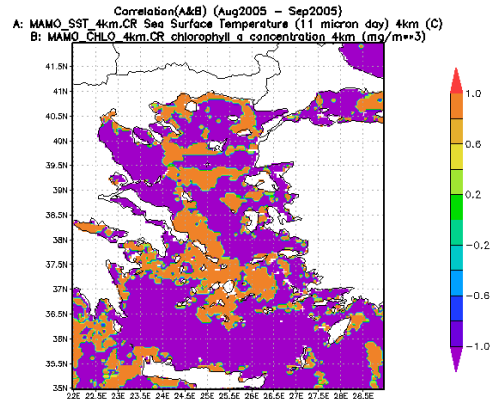 Correlation(A&B) (Aug2005 - Sep2005)
A: MAMO_SST_4km.CR Sea Surface Temperature (11 micron day) 4km (C)
B: MAMO_CHLO_4km.CR chlorophyll a concentration 4km (mg/m**3)
41.5N
41N
40.5N
40N
39.5N
39N
38.5N
38N
37.5N
37N
36.5N
36N
35.5N
35N
22E 22.5E 23E 23.5E 24E 24.5E 25E 25.5E 26E 26.5E 27E 27.5E 28E 28.5E
1.0
0.6
0.2
-0.2
-0.6
-1.0